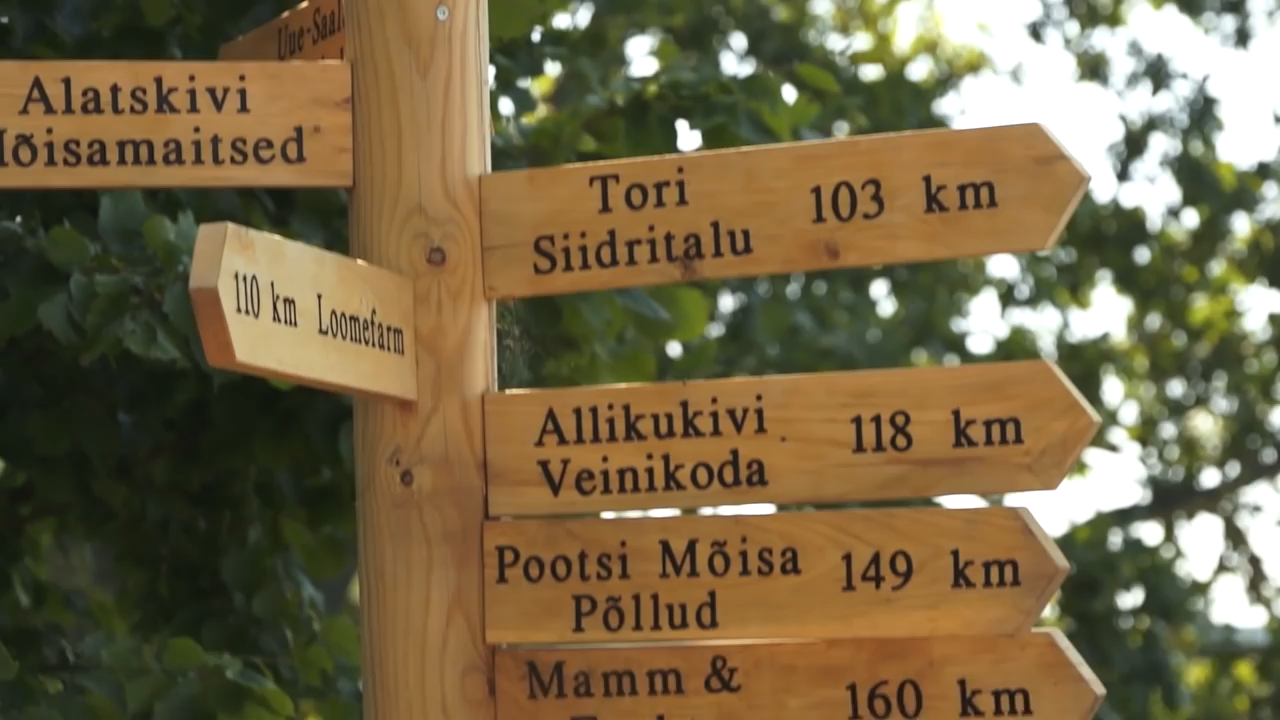 Alatskivi
Tori
Siidritalu
103 km
110 km Loomefarm
Allikukivi
Veinikoda
118 km
Pootsi Mõisa
Põllud
149 km
Mamm &
160 km